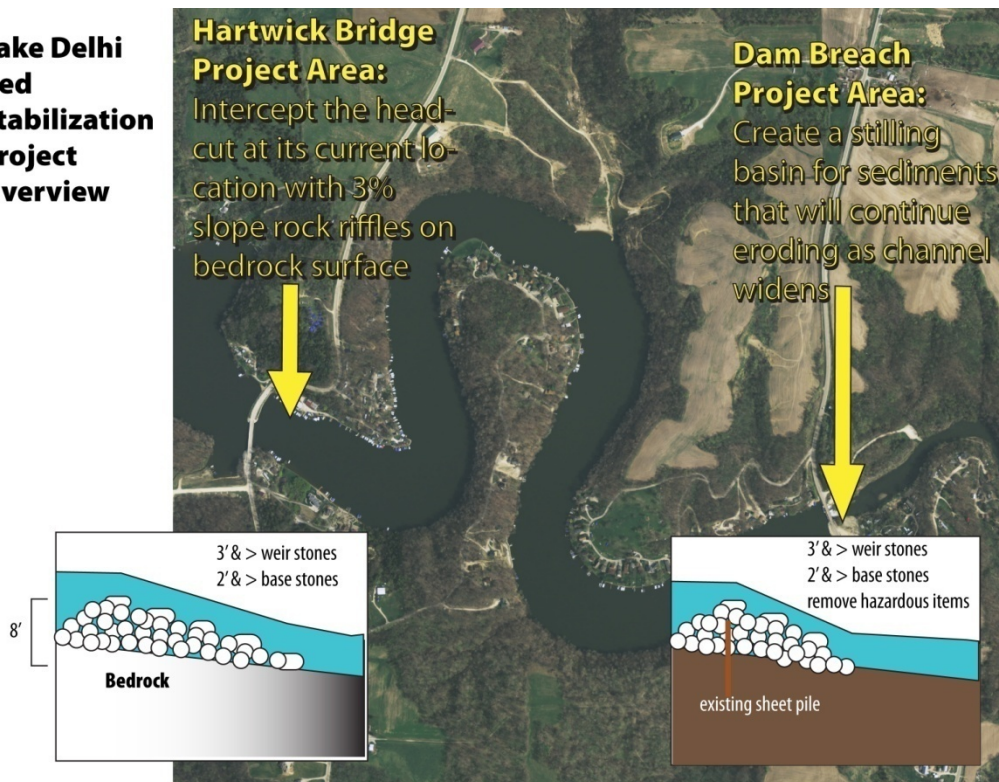 ake Delhi
ed
tabilization
roject
verview
Hartwick Bridge
Project Area:
Intercept the head-
cut at its current lo-
cation with 3%
slope rock riffles on
bedrock surface
Dam Breach
Project Area:
Create a stilling
basin for sediments
that will continue
eroding as channel
widens
3' & > weir stones
2' & > base stones
8'
Bedrock
3' & > weir stones
2' & > base stones
remove hazardous items
existing sheet pile